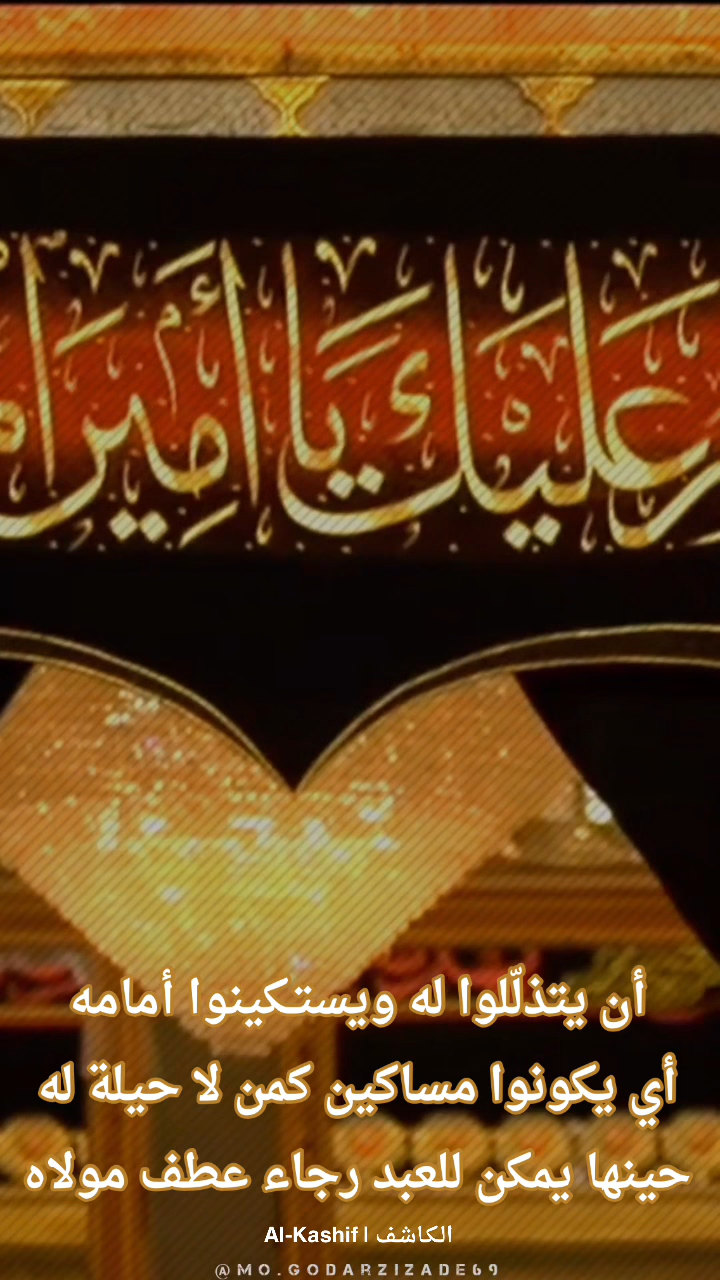 عليك يا أمير
أن يتذلّلوا له ويستكينوا أمامه
أي يكونوا مساكين كمن لا حيلة له
حينها يمكن للعبد رجاء عطف مولاه
Al-Kashif | الكاشف
@MO.GODARZIZADE69